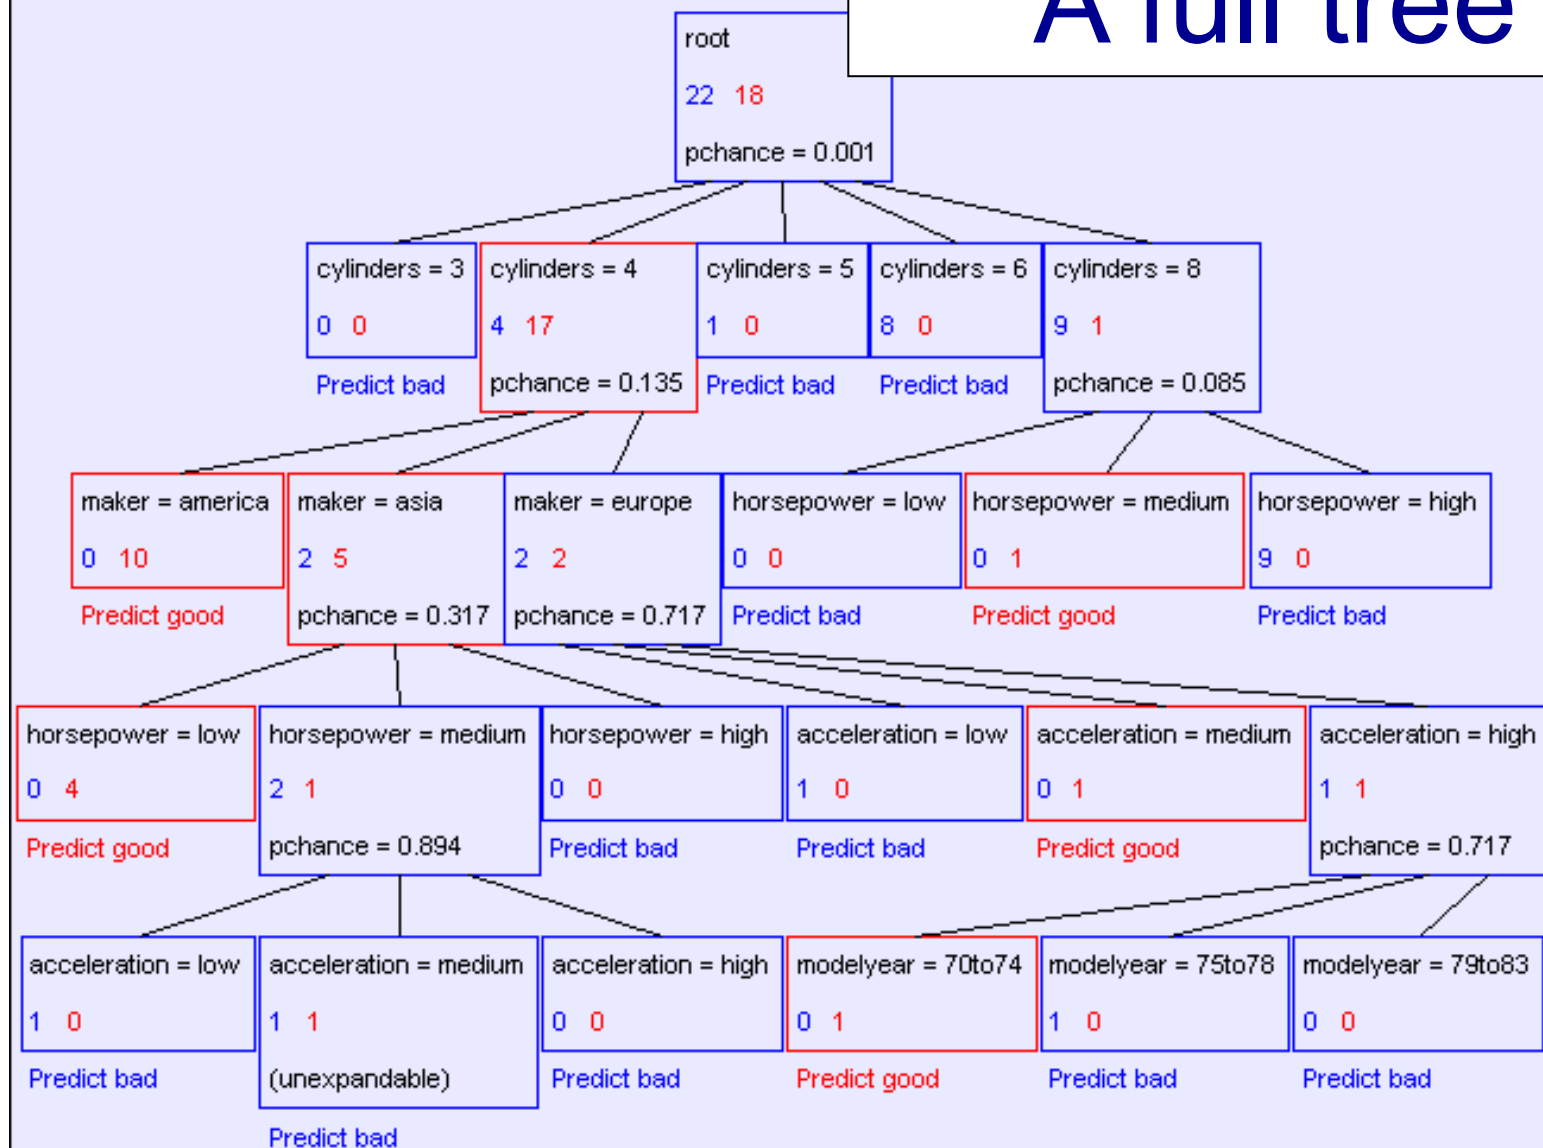 A full tree
root
22 18
pchance = 0.001
cylinders = 3 cylinders = 4 cylinders = 5 cylinders = 6 cylinders = 8
0 0 4 17 1 0 8 0 9 1
Predict bad pchance = 0.135 Predict bad Predict bad pchance = 0.085
maker = america maker = asia maker = europe horsepower = low horsepower = medium horsepower = high
0 10 2 5 2 2 0 0 0 1 9 0
Predict good pchance = 0.317 pchance = 0.717 Predict bad Predict good Predict bad
horsepower = low horsepower = medium horsepower = high acceleration = low acceleration = medium acceleration = high
0 4 2 1 0 0 1 0 0 1 1 1
Predict good pchance = 0.894 Predict bad Predict bad Predict good pchance = 0.717
acceleration = low acceleration = medium acceleration = high modelyear = 70to74 modelyear = 75to78 modelyear = 79to83
1 0 1 1 0 0 0 1 1 0 0 0
Predict bad (unexpandable) Predict bad Predict good Predict bad Predict bad
Predict bad